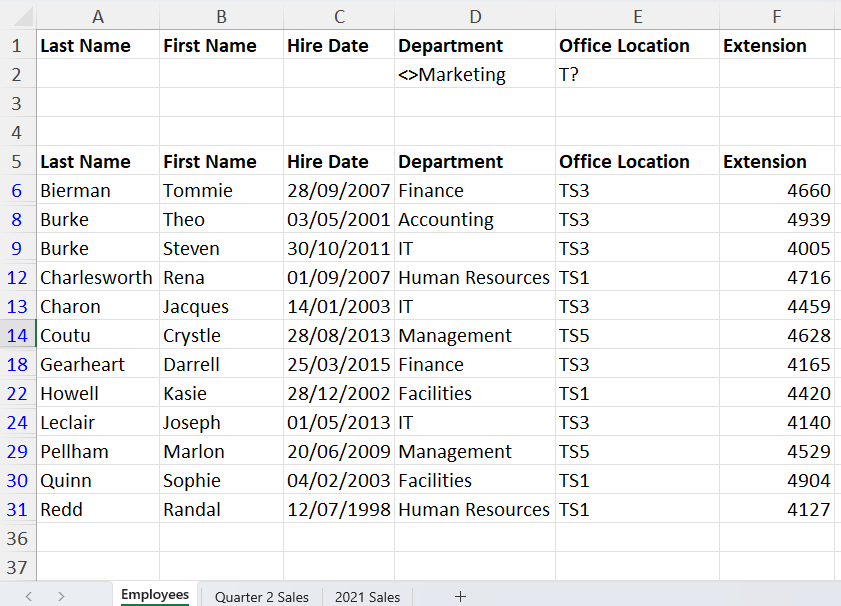 A B C D E F
1 Last Name First Name Hire Date Department Office Location Extension
2 <>Marketing T?
3
4
5 Last Name First Name Hire Date Department Office Location Extension
6 Bierman Tommie 28/09/2007 Finance TS3 4660
8 Burke Theo 03/05/2001 Accounting TS3 4939
9 Burke Steven 30/10/2011 IT TS3 4005
12 Charlesworth Rena 01/09/2007 Human Resources TS1 4716
13 Charon Jacques 14/01/2003 IT TS3 4459
14 Coutu Crystle 28/08/2013 Management TS5 4628
18 Gearheart Darrell 25/03/2015 Finance TS3 4165
22 Howell Kasie 28/12/2002 Facilities TS1 4420
24 Leclair Joseph 01/05/2013 IT TS3 4140
29 Pellham Marlon 20/06/2009 Management TS5 4529
30 Quinn Sophie 04/02/2003 Facilities TS1 4904
31 Redd Randal 12/07/1998 Human Resources TS1 4127
36
37
Employees Quarter 2 Sales 2021 Sales +